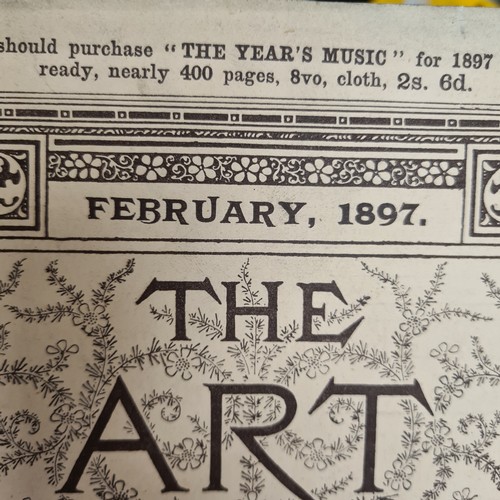 should purchase “THE YEAR'S MUSIC” for 1897
ready, nearly 400 pages, 8vo, cloth, 2s. 6d.
FEBRUARY, 1897.
THE
ART